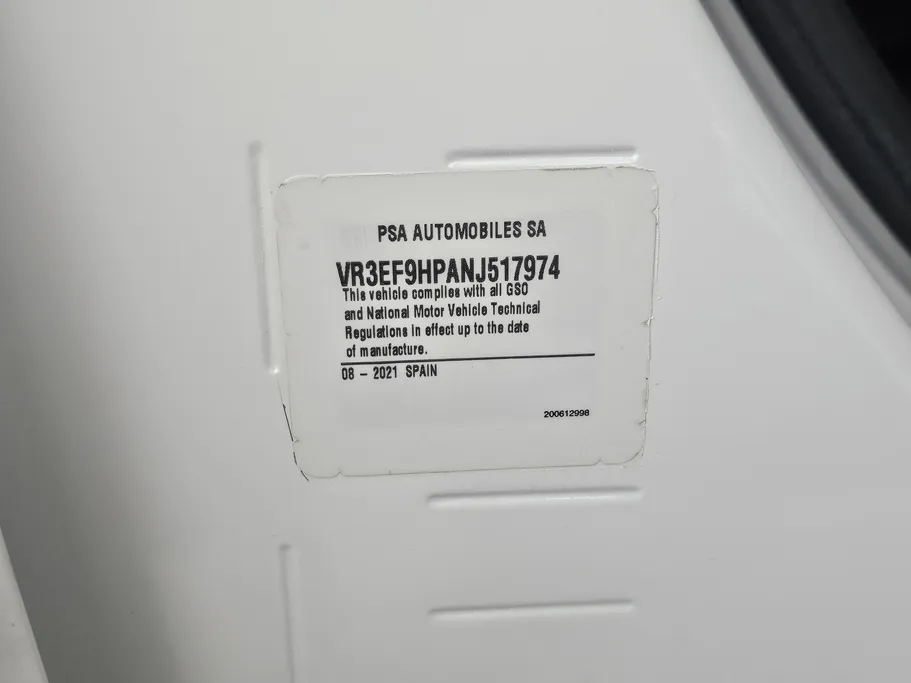 PSA AUTOMOBILES SA
VR3EF9HPANJ517974
This vehicle complies with all GSO
and National Motor Vehicle Technical
Regulations in effect up to the date
of manufacture.
08 - 2021 SPAIN
200612998